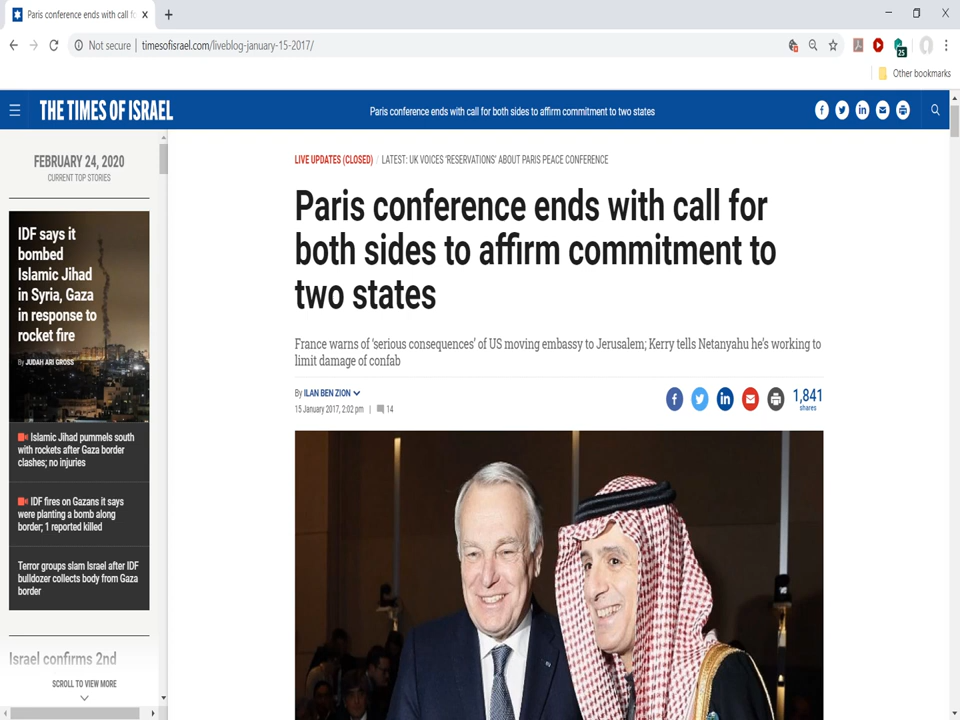 Paris conference ends with call f
Not secure | timesofisrael.com/liveblog-january-15-2017/
25
Other bookmarks
THE TIMES OF ISRAEL
Paris conference ends with call for both sides to affirm commitment to two states
FEBRUARY 24, 2020
CURRENT TOP STORIES
IDF says it
bombed
Islamic Jihad
in Syria, Gaza
in response to
rocket fire
By JUDAH ARI GROSS
Islamic Jihad pummels south
with rockets after Gaza border
clashes; no injuries
IDF fires on Gazans it says
were planting a bomb along
border; 1 reported killed
Terror groups slam Israel after IDF
bulldozer collects body from Gaza
border
Israel confirms 2nd
SCROLL TO VIEW MORE
LIVE UPDATES (CLOSED) / LATEST: UK VOICES 'RESERVATIONS' ABOUT PARIS PEACE CONFERENCE
Paris conference ends with call for
both sides to affirm commitment to
two states
France warns of 'serious consequences' of US moving embassy to Jerusalem; Kerry tells Netanyahu he's working to
limit damage of confab
By ILAN BEN ZION
15 January 2017, 2:02 pm | 14
1,841
shares